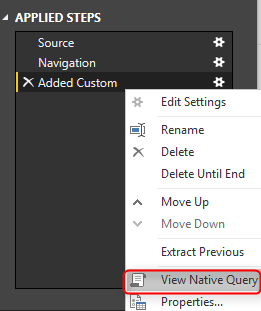 APPLIED STEPS
Source
Navigation
Added Custom
Edit Settings
Rename
Delete
Delete Until End
Move Up
Move Down
Extract Previous
View Native Query
Properties...